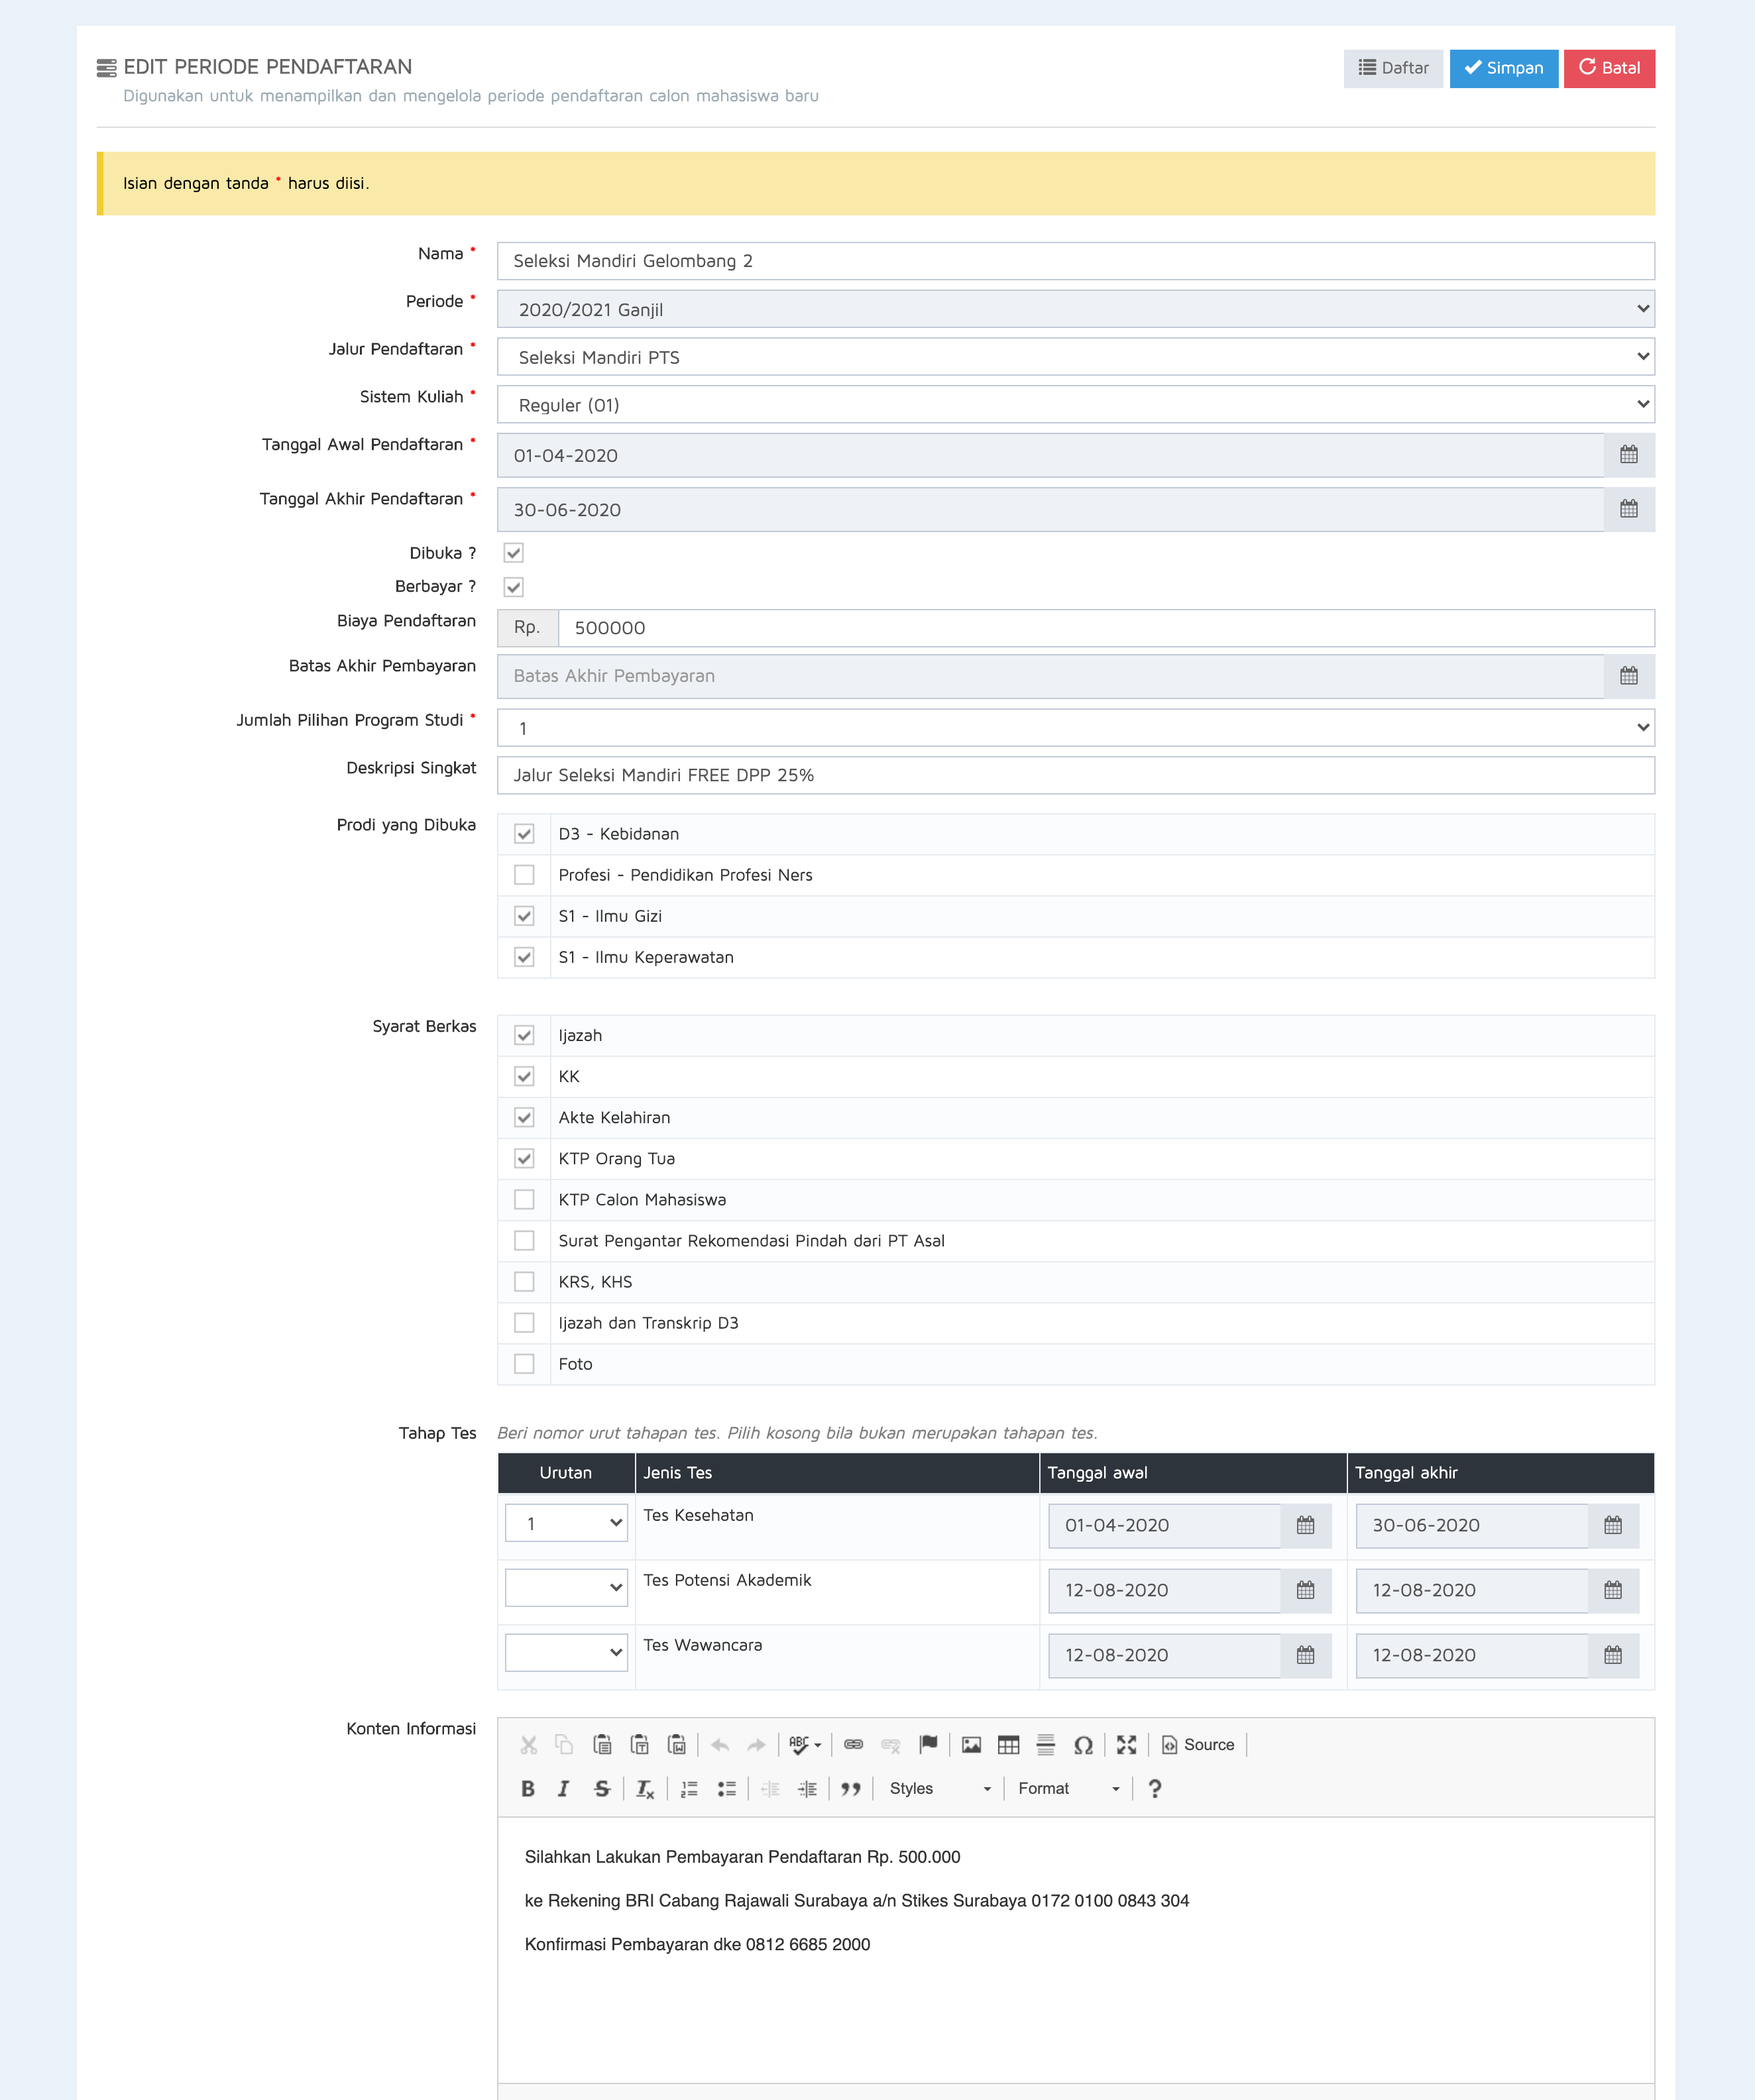 EDIT PERIODE PENDAFTARAN
Daftar
Simpan
Batal
Digunakan untuk menampilkan dan mengelola periode pendaftaran calon mahasiswa baru
Isian dengan tanda * harus diisi.
Nama *
Seleksi Mandiri Gelombang 2
Periode *
2020/2021 Ganjil
Jalur Pendaftaran *
Seleksi Mandiri PTS
Sistem Kuliah *
Reguler (01)
Tanggal Awal Pendaftaran *
01-04-2020
Tanggal Akhir Pendaftaran *
30-06-2020
Dibuka ?
Berbayar ?
Biaya Pendaftaran
Rp. 500000
Batas Akhir Pembayaran
Batas Akhir Pembayaran
Jumlah Pilihan Program Studi *
1
Deskripsi Singkat
Jalur Seleksi Mandiri FREE DPP 25%
Prodi yang Dibuka
D3 - Kebidanan
Profesi - Pendidikan Profesi Ners
S1 - Ilmu Gizi
S1 - Ilmu Keperawatan
Syarat Berkas
Ijazah
KK
Akte Kelahiran
KTP Orang Tua
KTP Calon Mahasiswa
Surat Pengantar Rekomendasi Pindah dari PT Asal
KRS, KHS
Ijazah dan Transkrip D3
Foto
Tahap Tes
Beri nomor urut tahapan tes. Pilih kosong bila bukan merupakan tahapan tes.
Urutan Jenis Tes Tanggal awal Tanggal akhir
1 Tes Kesehatan 01-04-2020 30-06-2020
Tes Potensi Akademik 12-08-2020 12-08-2020
Tes Wawancara 12-08-2020 12-08-2020
Konten Informasi
Source
Styles Format ?
Silahkan Lakukan Pembayaran Pendaftaran Rp. 500.000
ke Rekening BRI Cabang Rajawali Surabaya a/n Stikes Surabaya 0172 0100 0843 304
Konfirmasi Pembayaran dke 0812 6685 2000